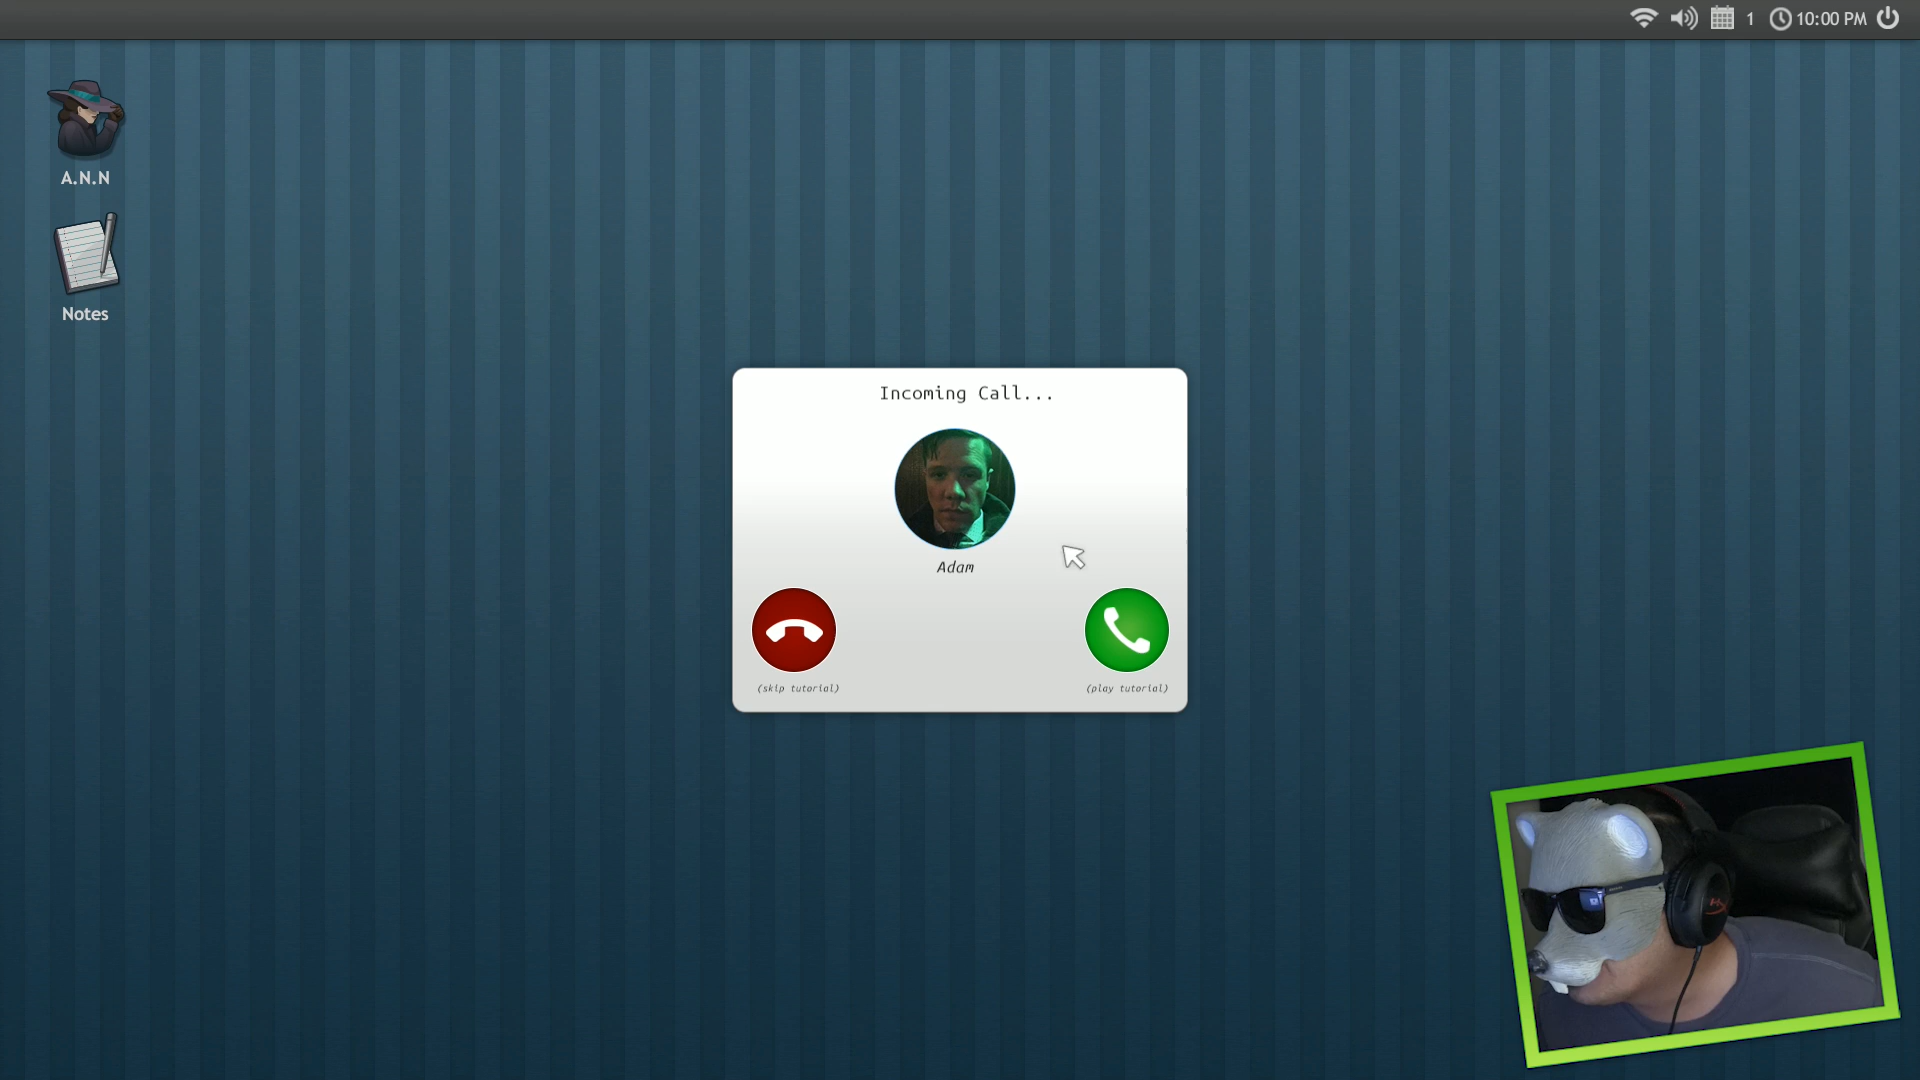 1 10:00 PM
A.N.N
Notes
Incoming Call...
Adam
(skip tutorial)
(play tutorial)